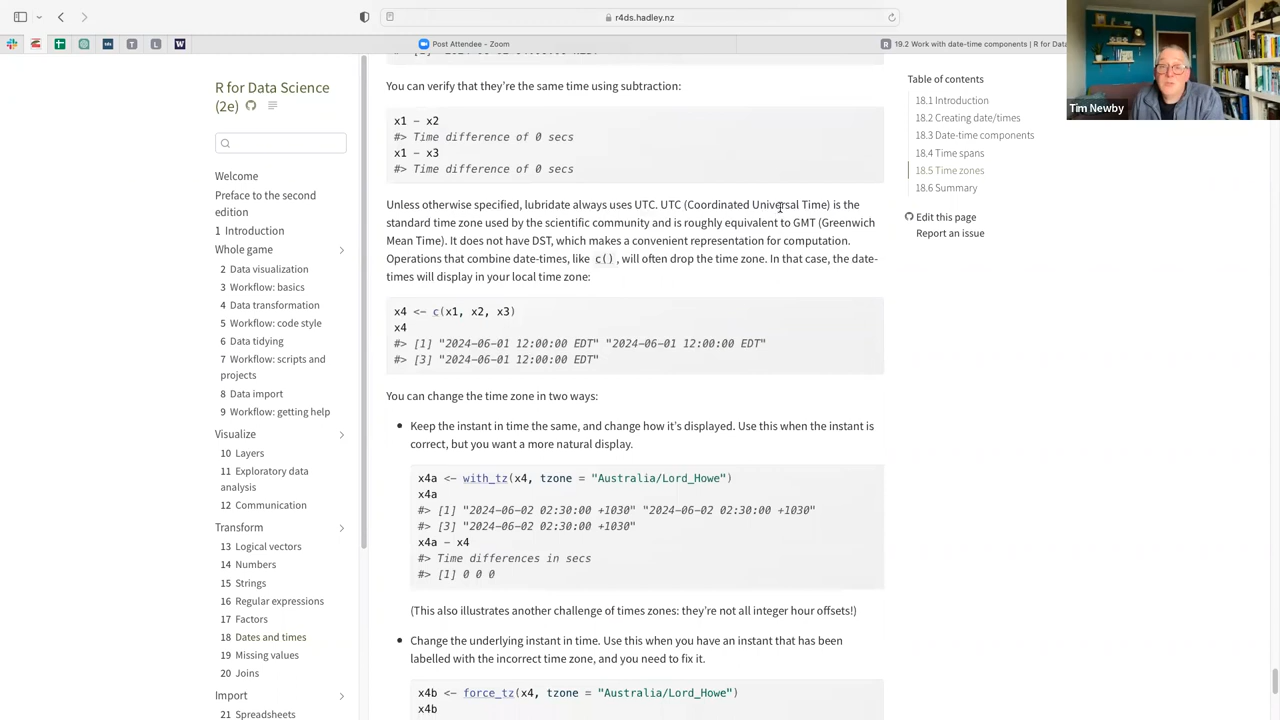 r4ds.hadley.nz
T
L
W
Post Attendee - Zoom
R 19.2 Work with date-time components | R for Data
R for Data Science
(2e)
Welcome
Preface to the second
edition
1 Introduction
Whole game
2 Data visualization
3 Workflow: basics
4 Data transformation
5 Workflow: code style
6 Data tidying
7 Workflow: scripts and
projects
8 Data import
9 Workflow: getting help
Visualize
10 Layers
11 Exploratory data
analysis
12 Communication
Transform
13 Logical vectors
14 Numbers
15 Strings
16 Regular expressions
17 Factors
18 Dates and times
19 Missing values
20 Joins
Import
21 Spreadsheets
You can verify that they're the same time using subtraction:
x1 - x2
#> Time difference of 0 secs
x1 - x3
#> Time difference of 0 secs
Unless otherwise specified, lubridate always uses UTC. UTC (Coordinated Universal Time) is the
standard time zone used by the scientific community and is roughly equivalent to GMT (Greenwich
Mean Time). It does not have DST, which makes a convenient representation for computation.
Operations that combine date-times, like c(), will often drop the time zone. In that case, the date-
times will display in your local time zone:
x4 <- c(x1, x2, x3)
x4
#> [1] "2024-06-01 12:00:00 EDT" "2024-06-01 12:00:00 EDT"
#> [3] "2024-06-01 12:00:00 EDT"
You can change the time zone in two ways:
• Keep the instant in time the same, and change how it's displayed. Use this when the instant is
correct, but you want a more natural display.
x4a <- with_tz(x4, tzone = "Australia/Lord_Howe")
x4a
#> [1] "2024-06-02 02:30:00 +1030" "2024-06-02 02:30:00 +1030"
#> [3] "2024-06-02 02:30:00 +1030"
x4a - x4
#> Time differences in secs
#> [1] 0 0 0
(This also illustrates another challenge of times zones: they're not all integer hour offsets!)
• Change the underlying instant in time. Use this when you have an instant that has been
labelled with the incorrect time zone, and you need to fix it.
x4b <- force_tz(x4, tzone = "Australia/Lord_Howe")
x4b
Table of contents
18.1 Introduction
18.2 Creating date/times
18.3 Date-time components
18.4 Time spans
18.5 Time zones
18.6 Summary
Edit this page
Report an issue
Tim Newby